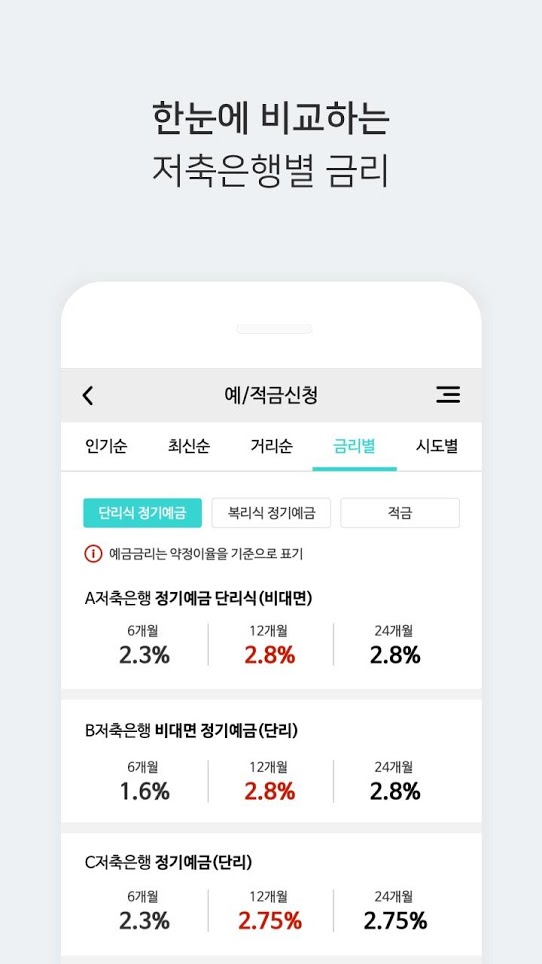 한눈에 비교하는
저축은행별 금리
예/적금신청
인기순 최신순 거리순 금리별 시도별
단리식 정기예금 복리식 정기예금 적금
예금금리는 약정이율을 기준으로 표기
A저축은행 정기예금 단리식(비대면)
6개월 12개월 24개월
2.3% 2.8% 2.8%
B저축은행 비대면 정기예금(단리)
6개월 12개월 24개월
1.6% 2.8% 2.8%
C저축은행 정기예금(단리)
6개월 12개월 24개월
2.3% 2.75% 2.75%